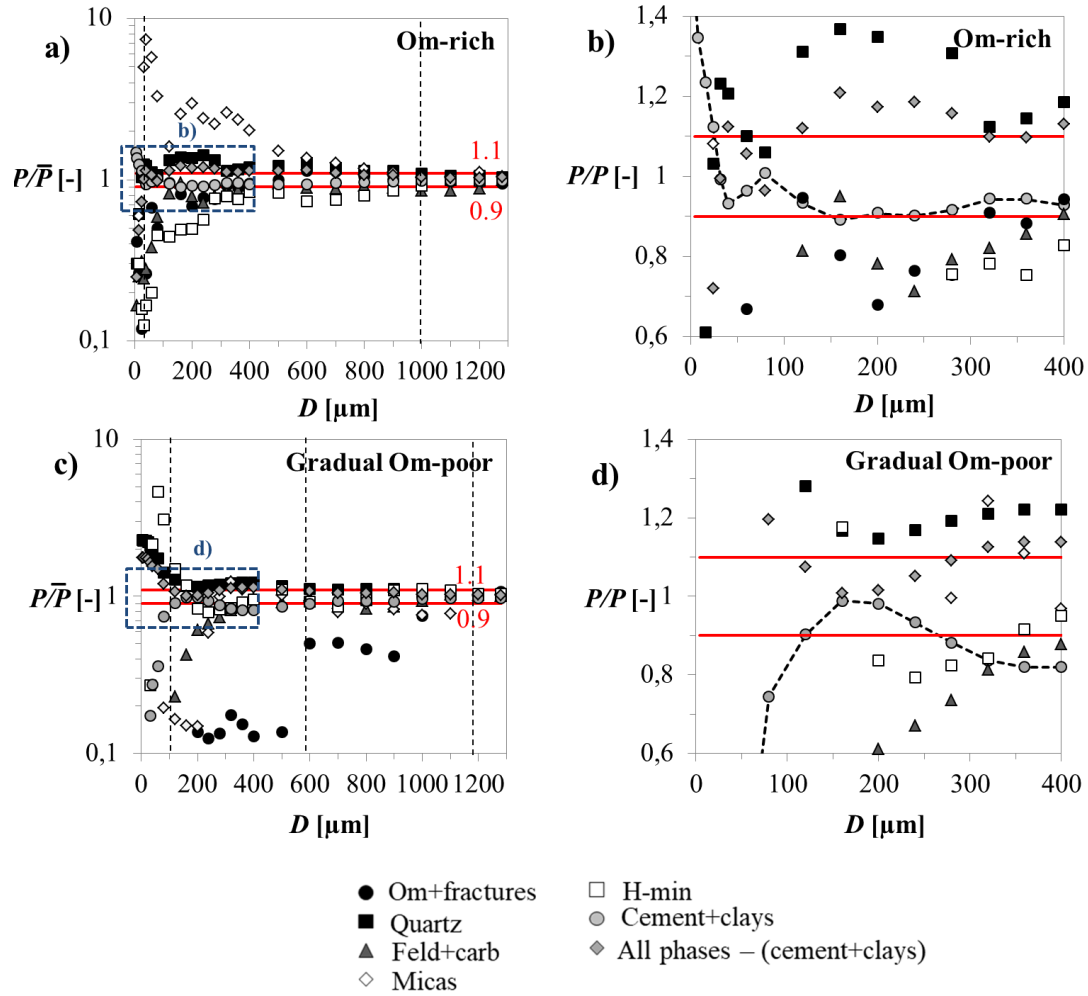 a)
Om-rich
10
1
0,1
P/P̅ [-]
b)
1.1
0.9
0 200 400 600 800 1000 1200
D [µm]
b)
Om-rich
1,4
1,2
1
0,8
0,6
P/P [-]
0 100 200 300 400
D [µm]
c)
Gradual Om-poor
10
1
0,1
P/P̅ [-]
d)
1.1
0.9
0 200 400 600 800 1000 1200
D [µm]
d)
Gradual Om-poor
1,4
1,2
1
0,8
0,6
P/P [-]
0 100 200 300 400
D [µm]
Om+fractures
Quartz
Feld+carb
Micas
H-min
Cement+clays
All phases – (cement+clays)